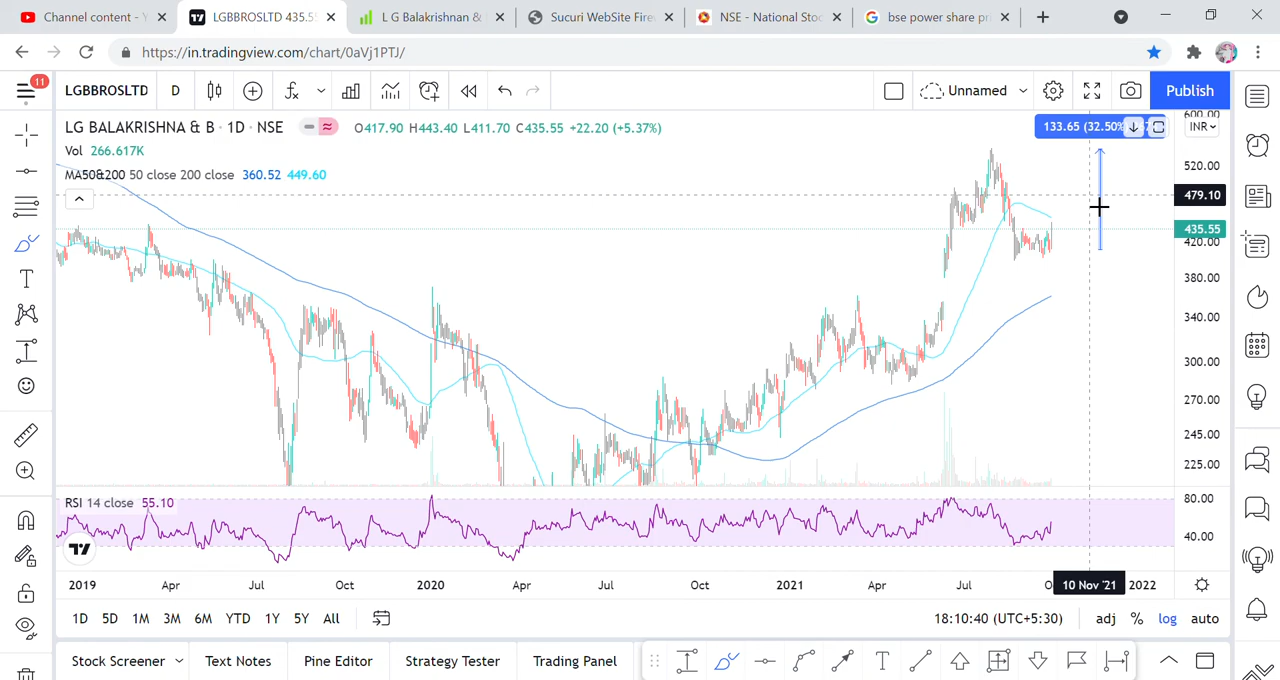 Channel content - Y
LGBBROSLTD 435.5
L G Balakrishnan &
Sucuri WebSite Fire
NSE - National Stoc
bse power share pri
https://in.tradingview.com/chart/0aVj1PTJ/
11
LGBBROSLTD D
Unnamed
Publish
LG BALAKRISHNA & B · 1D · NSE
O417.90 H443.40 L411.70 C435.55 +22.20 (+5.37%)
Vol 266.617K
MA50&200 50 close 200 close 360.52 449.60
133.65 (32.50%
INR
600.00
520.00
479.10
435.55
420.00
380.00
340.00
300.00
270.00
245.00
225.00
RSI 14 close 55.10
80.00
40.00
2019 Apr Jul Oct 2020 Apr Jul Oct 2021 Apr Jul 10 Nov '21 2022
1D 5D 1M 3M 6M YTD 1Y 5Y All
18:10:40 (UTC+5:30) adj % log auto
Stock Screener Text Notes Pine Editor Strategy Tester Trading Panel